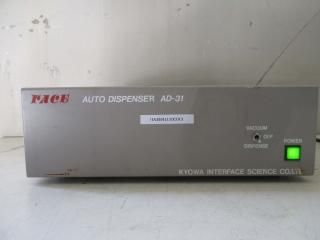 FACE AUTO DISPENSER AD-31
VACUUM
OFF
DISPENSE
POWER
KYOWA INTERFACE SCIENCE CO.,LTD.